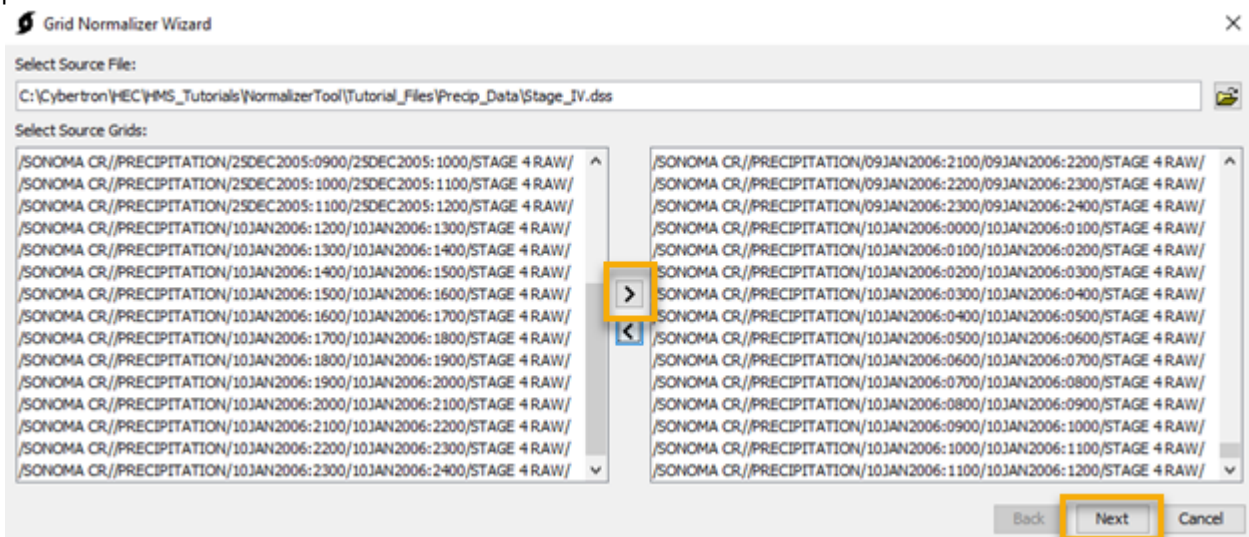 Grid Normalizer Wizard
Select Source File:
C:\Cybertron\HEC\HMS_Tutorials\NormalizerTool\Tutorial_Files\Precip_Data\Stage_IV.dss
Select Source Grids:
/SONOMA CR//PRECIPITATION/25DEC2005:0900/25DEC2005:1000/STAGE 4 RAW/
/SONOMA CR//PRECIPITATION/25DEC2005:1000/25DEC2005:1100/STAGE 4 RAW/
/SONOMA CR//PRECIPITATION/25DEC2005:1100/25DEC2005:1200/STAGE 4 RAW/
/SONOMA CR//PRECIPITATION/10JAN2006:1200/10JAN2006:1300/STAGE 4 RAW/
/SONOMA CR//PRECIPITATION/10JAN2006:1300/10JAN2006:1400/STAGE 4 RAW/
/SONOMA CR//PRECIPITATION/10JAN2006:1400/10JAN2006:1500/STAGE 4 RAW/
/SONOMA CR//PRECIPITATION/10JAN2006:1500/10JAN2006:1600/STAGE 4 RAW/
/SONOMA CR//PRECIPITATION/10JAN2006:1600/10JAN2006:1700/STAGE 4 RAW/
/SONOMA CR//PRECIPITATION/10JAN2006:1700/10JAN2006:1800/STAGE 4 RAW/
/SONOMA CR//PRECIPITATION/10JAN2006:1800/10JAN2006:1900/STAGE 4 RAW/
/SONOMA CR//PRECIPITATION/10JAN2006:1900/10JAN2006:2000/STAGE 4 RAW/
/SONOMA CR//PRECIPITATION/10JAN2006:2000/10JAN2006:2100/STAGE 4 RAW/
/SONOMA CR//PRECIPITATION/10JAN2006:2100/10JAN2006:2200/STAGE 4 RAW/
/SONOMA CR//PRECIPITATION/10JAN2006:2200/10JAN2006:2300/STAGE 4 RAW/
/SONOMA CR//PRECIPITATION/10JAN2006:2300/10JAN2006:2400/STAGE 4 RAW/
/SONOMA CR//PRECIPITATION/09JAN2006:2100/09JAN2006:2200/STAGE 4 RAW/
/SONOMA CR//PRECIPITATION/09JAN2006:2200/09JAN2006:2300/STAGE 4 RAW/
/SONOMA CR//PRECIPITATION/09JAN2006:2300/09JAN2006:2400/STAGE 4 RAW/
/SONOMA CR//PRECIPITATION/10JAN2006:0000/10JAN2006:0100/STAGE 4 RAW/
/SONOMA CR//PRECIPITATION/10JAN2006:0100/10JAN2006:0200/STAGE 4 RAW/
/SONOMA CR//PRECIPITATION/10JAN2006:0200/10JAN2006:0300/STAGE 4 RAW/
SONOMA CR//PRECIPITATION/10JAN2006:0300/10JAN2006:0400/STAGE 4 RAW/
/SONOMA CR//PRECIPITATION/10JAN2006:0400/10JAN2006:0500/STAGE 4 RAW/
/SONOMA CR//PRECIPITATION/10JAN2006:0500/10JAN2006:0600/STAGE 4 RAW/
/SONOMA CR//PRECIPITATION/10JAN2006:0600/10JAN2006:0700/STAGE 4 RAW/
/SONOMA CR//PRECIPITATION/10JAN2006:0700/10JAN2006:0800/STAGE 4 RAW/
/SONOMA CR//PRECIPITATION/10JAN2006:0800/10JAN2006:0900/STAGE 4 RAW/
/SONOMA CR//PRECIPITATION/10JAN2006:0900/10JAN2006:1000/STAGE 4 RAW/
/SONOMA CR//PRECIPITATION/10JAN2006:1000/10JAN2006:1100/STAGE 4 RAW/
/SONOMA CR//PRECIPITATION/10JAN2006:1100/10JAN2006:1200/STAGE 4 RAW/
Back Next Cancel